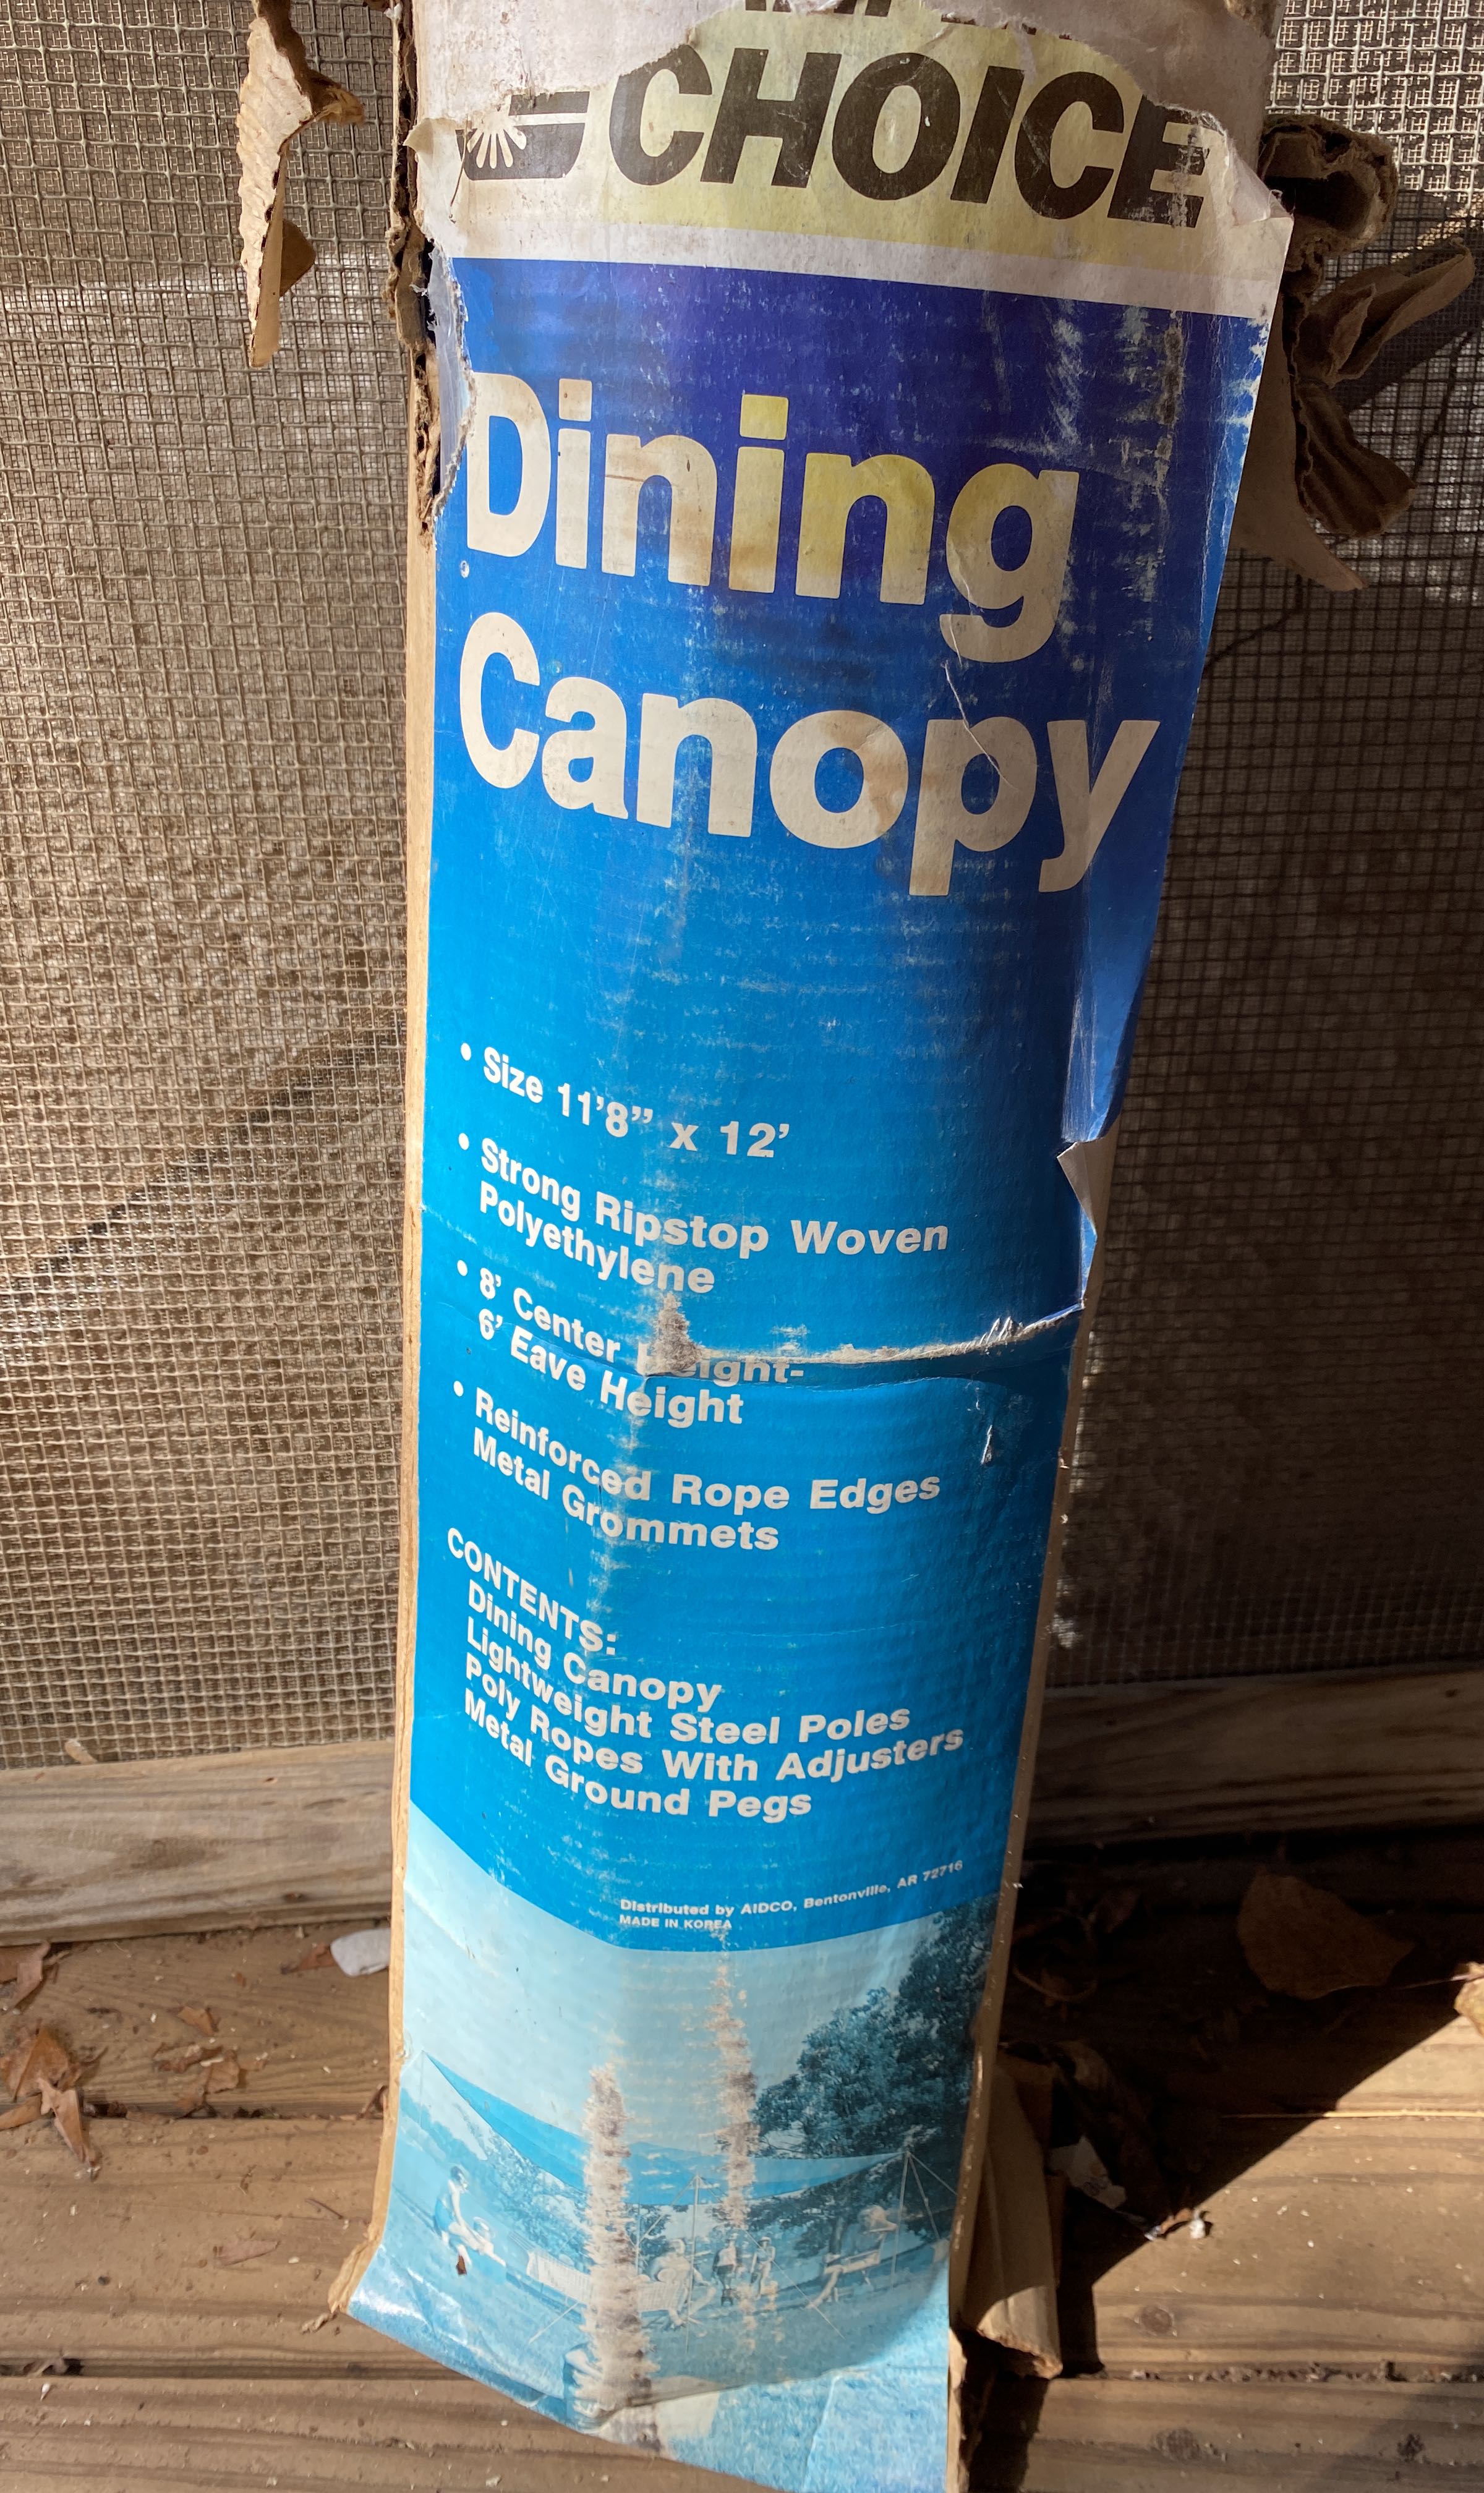 CHOICE
Dining
Canopy
• Size 11'8" x 12'
• Strong Ripstop Woven
Polyethylene
• 8' Center Height-
6' Eave Height
• Reinforced Rope Edges
Metal Grommets
CONTENTS:
Dining Canopy
Lightweight Steel Poles
Poly Ropes With Adjusters
Metal Ground Pegs
Distributed by AIDCO, Bentonville, AR 72716
MADE IN KOREA